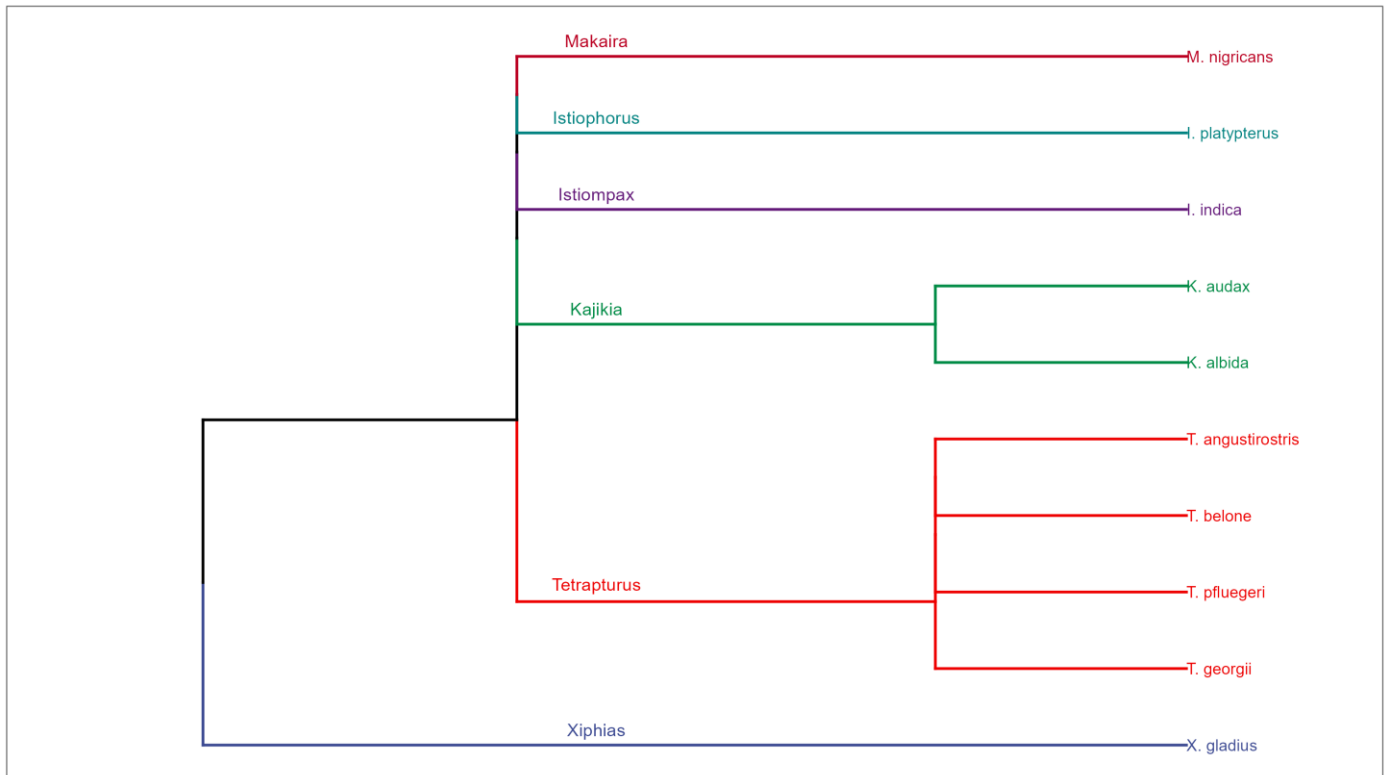 Makaira
M. nigricans
Istiophorus
I. platypterus
Istiompax
I. indica
K. audax
Kajikia
K. albida
T. angustirostris
T. belone
Tetrapturus
T. pfluegeri
T. georgii
Xiphias
X. gladius